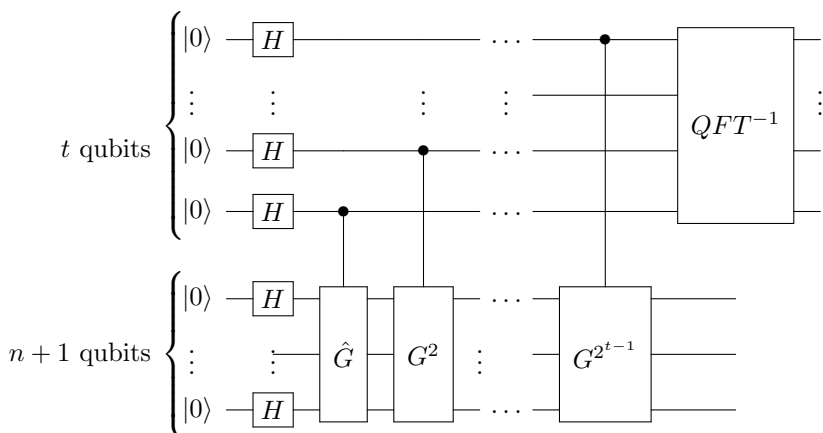 |0⟩ H ... QFT⁻¹
⋮ ⋮ ⋮ ⋮ ⋮
t qubits |0⟩ H ...
|0⟩ H ...
|0⟩ H ...
n + 1 qubits ⋮ ⋮ Ĝ G² ⋮ G^{2^{t−1}}
|0⟩ H ...